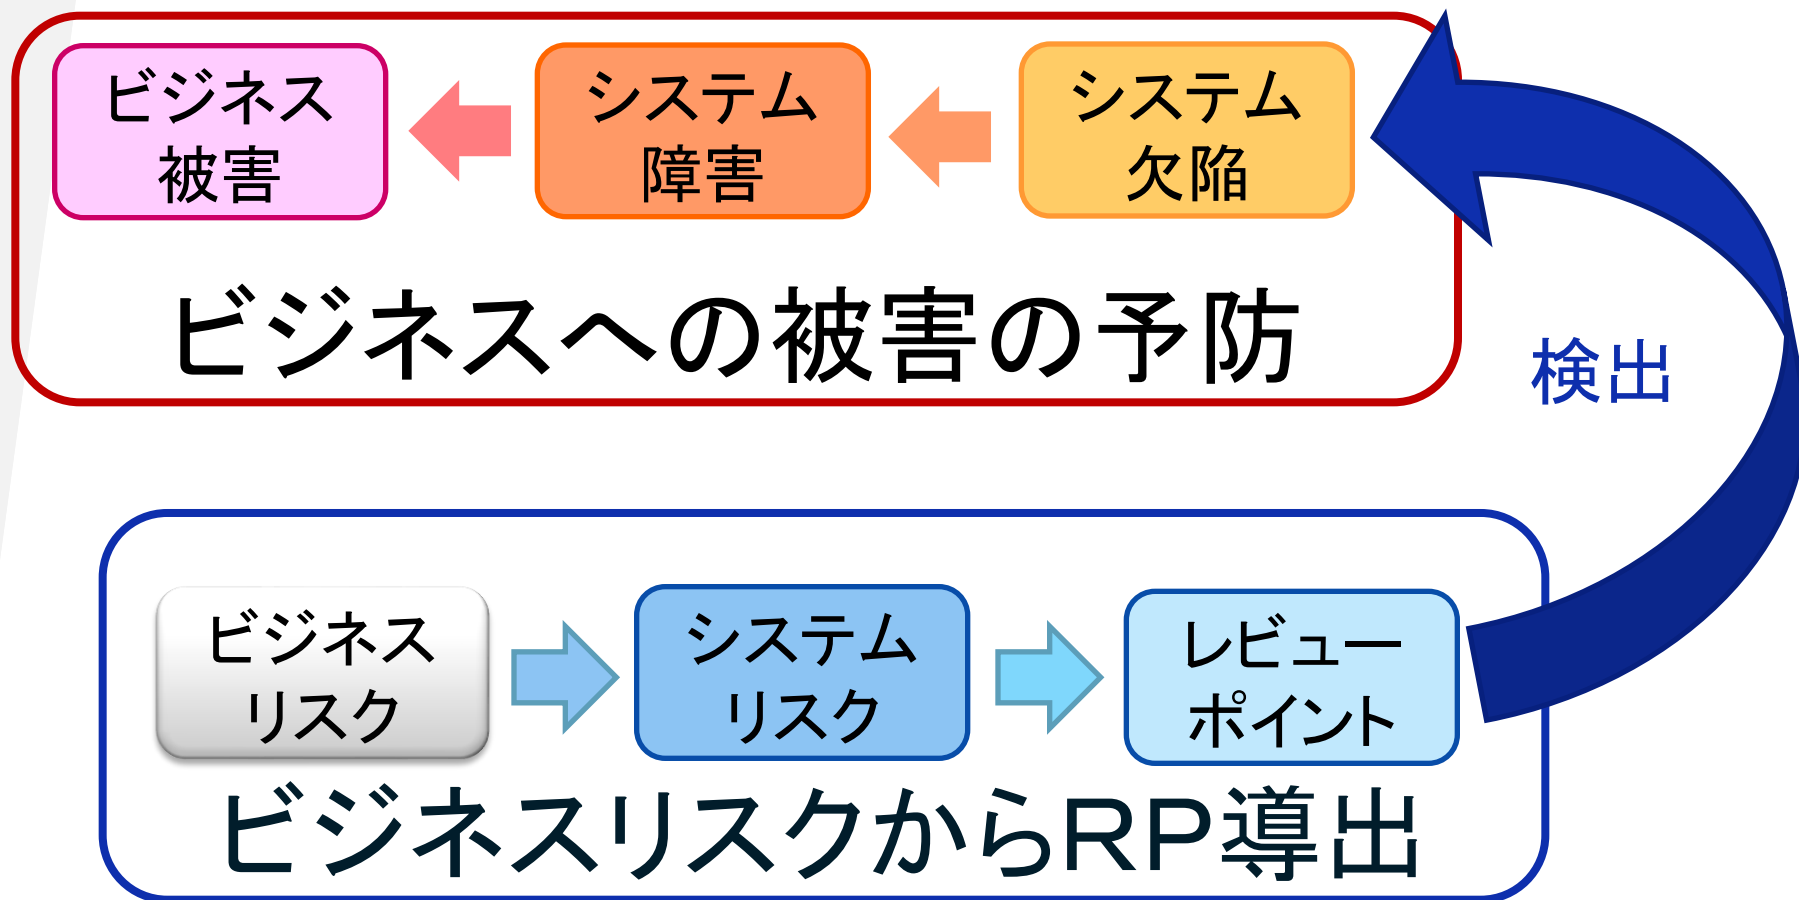 ビジネス
被害
システム
障害
システム
欠陥
ビジネスへの被害の予防
検出
ビジネス
リスク
システム
リスク
レビュー
ポイント
ビジネスリスクからRP導出